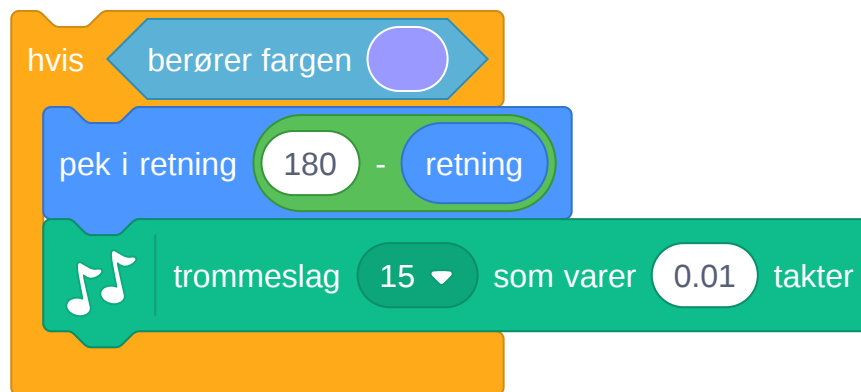 hvis berører fargen
pek i retning 180 - retning
trommeslag 15 som varer 0.01 takter